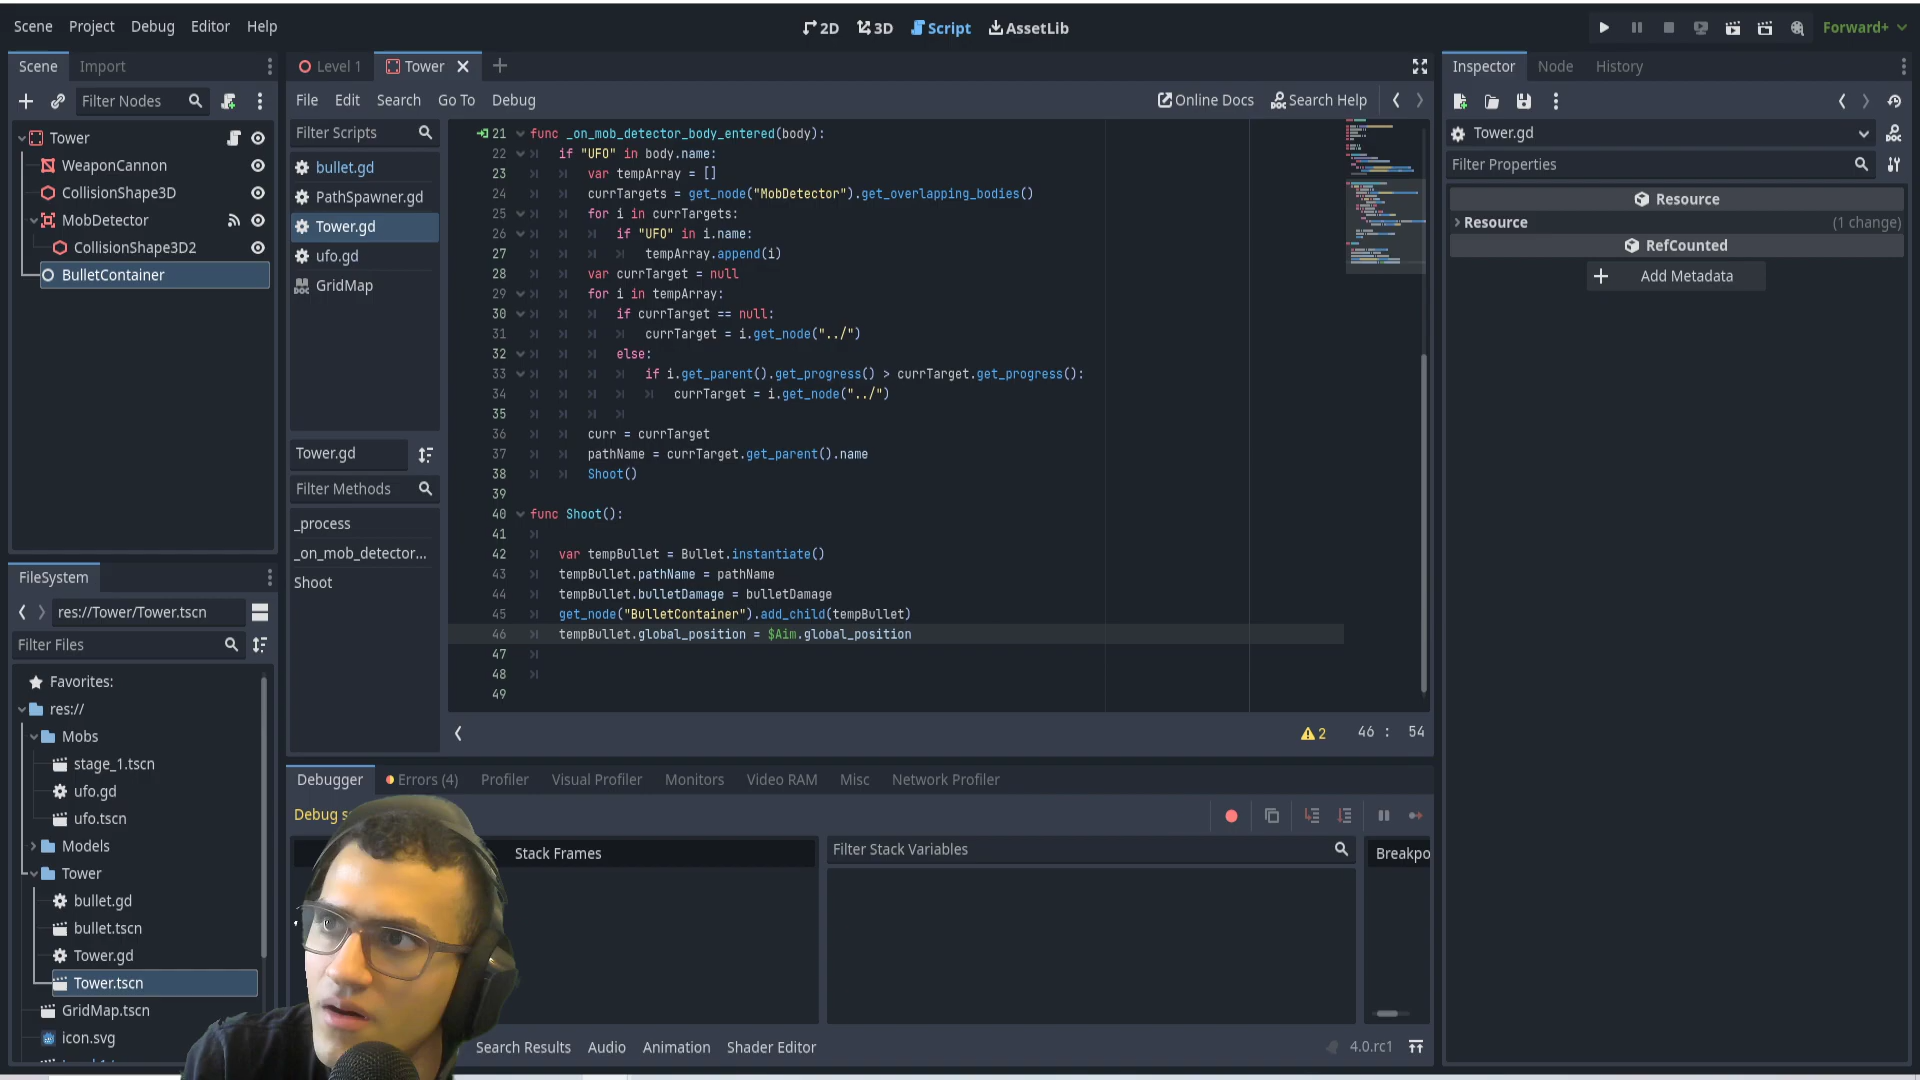 Scene Project Debug Editor Help
2D 3D Script AssetLib
Forward+
Scene Import
Filter Nodes
Tower
WeaponCannon
CollisionShape3D
MobDetector
CollisionShape3D2
BulletContainer
FileSystem
res://Tower/Tower.tscn
Filter Files
Favorites:
res://
Mobs
stage_1.tscn
ufo.gd
ufo.tscn
Models
Tower
bullet.gd
bullet.tscn
Tower.gd
Tower.tscn
GridMap.tscn
icon.svg
Level 1 Tower
File Edit Search Go To Debug
Online Docs Search Help
Filter Scripts
bullet.gd
PathSpawner.gd
Tower.gd
ufo.gd
GridMap
Tower.gd
Filter Methods
_process
_on_mob_detector...
Shoot
21 func _on_mob_detector_body_entered(body):
22 if "UFO" in body.name:
23 var tempArray = []
24 currTargets = get_node("MobDetector").get_overlapping_bodies()
25 for i in currTargets:
26 if "UFO" in i.name:
27 tempArray.append(i)
28 var currTarget = null
29 for i in tempArray:
30 if currTarget == null:
31 currTarget = i.get_node("../")
32 else:
33 if i.get_parent().get_progress() > currTarget.get_progress():
34 currTarget = i.get_node("../")
35
36 curr = currTarget
37 pathName = currTarget.get_parent().name
38 Shoot()
39
40 func Shoot():
41
42 var tempBullet = Bullet.instantiate()
43 tempBullet.pathName = pathName
44 tempBullet.bulletDamage = bulletDamage
45 get_node("BulletContainer").add_child(tempBullet)
46 tempBullet.global_position = $Aim.global_position
47
48
49
2 46 : 54
Debugger Errors (4) Profiler Visual Profiler Monitors Video RAM Misc Network Profiler
Debug
Stack Frames
Filter Stack Variables
Breakpo
Search Results Audio Animation Shader Editor
4.0.rc1
Inspector Node History
Tower.gd
Filter Properties
Resource
Resource (1 change)
RefCounted
Add Metadata